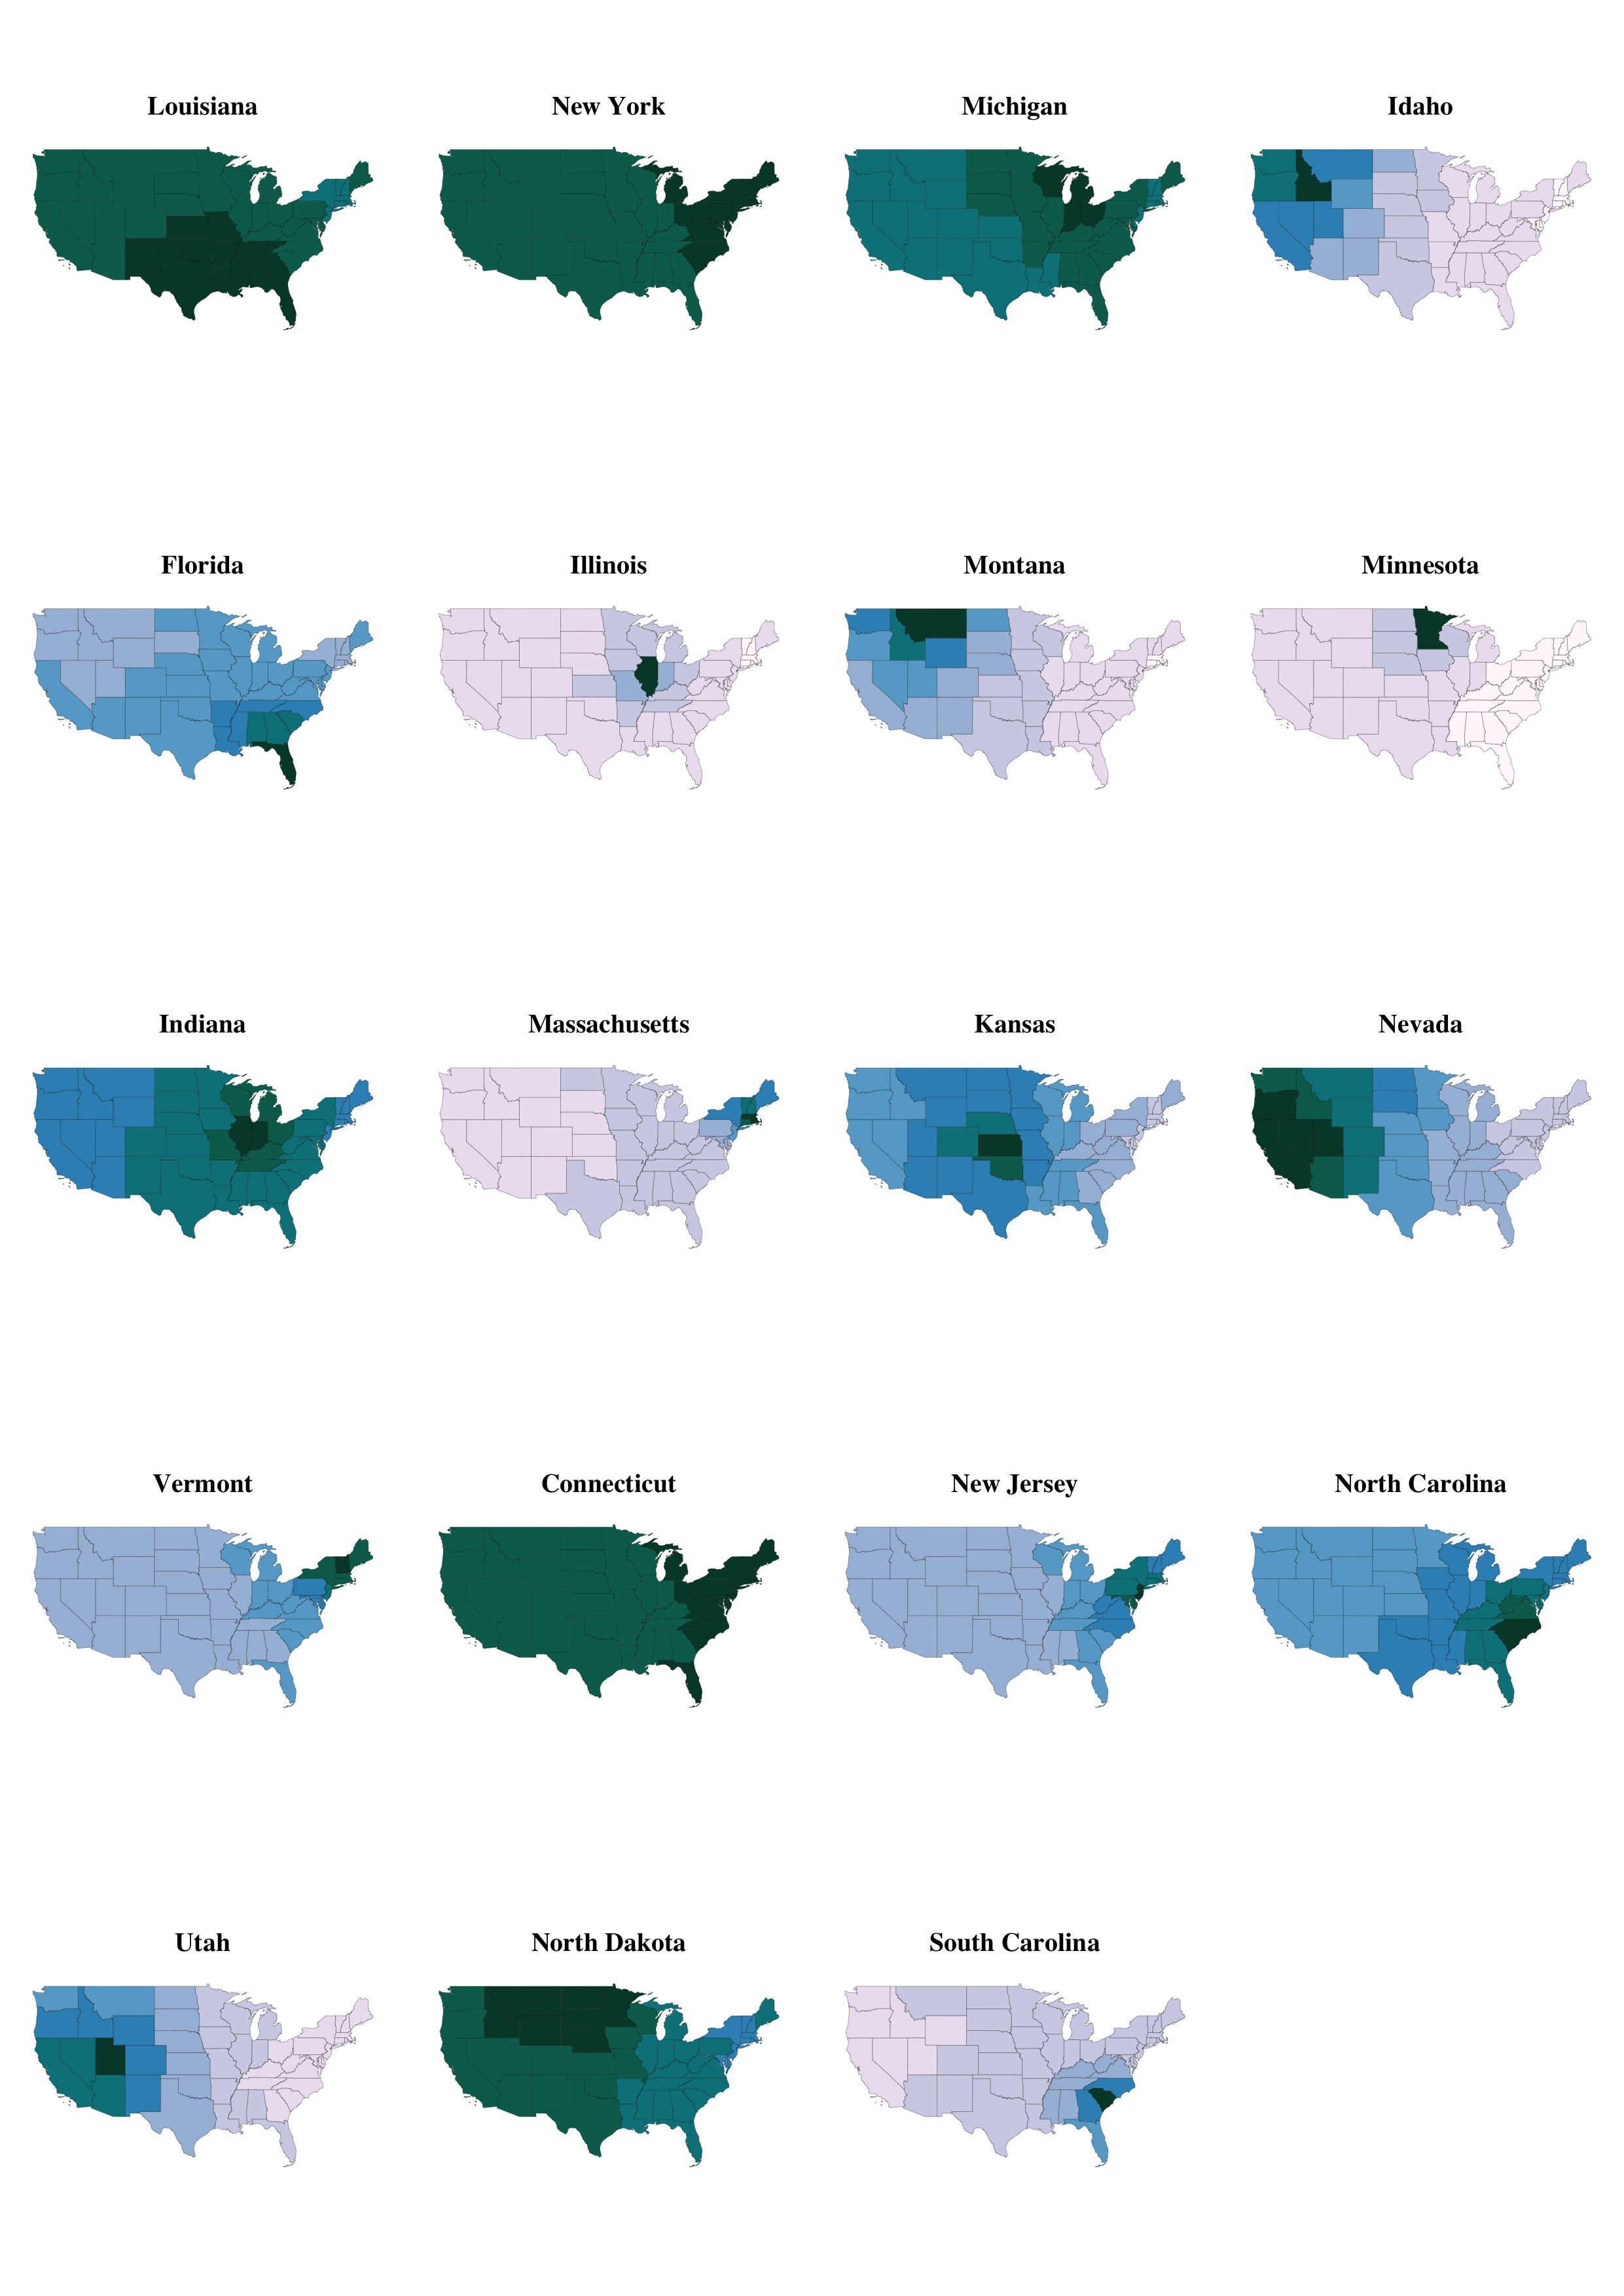 Louisiana
New York
Michigan
Idaho
Florida
Illinois
Montana
Minnesota
Indiana
Massachusetts
Kansas
Nevada
Vermont
Connecticut
New Jersey
North Carolina
Utah
North Dakota
South Carolina